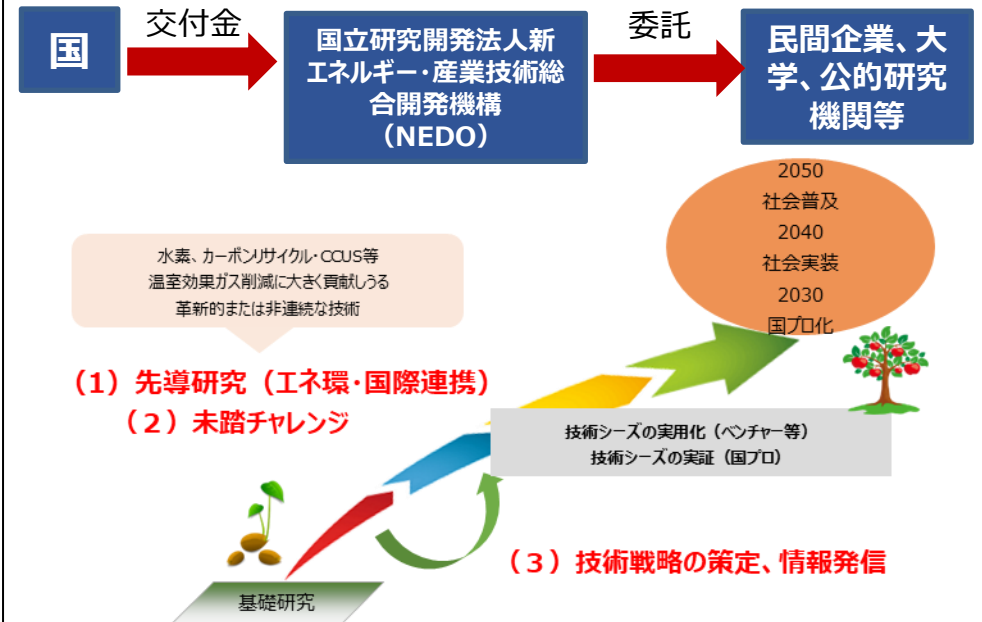 国
交付金
国立研究開発法人新
エネルギー・産業技術総
合開発機構
（NEDO）
委託
民間企業、大
学、公的研究
機関等
2050
社会普及
2040
社会実装
2030
国プロ化
水素、カーボンリサイクル・CCUS等
温室効果ガス削減に大きく貢献しうる
革新的または非連続な技術
（1）先導研究（エネ環・国際連携）
（２）未踏チャレンジ
技術シーズの実用化（ベンチャー等）
技術シーズの実証（国プロ）
（３）技術戦略の策定、情報発信
基礎研究